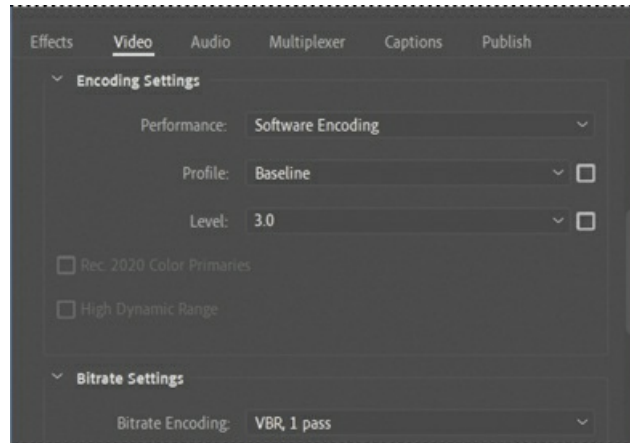 Effects Video Audio Multiplexer Captions Publish
Encoding Settings
Performance: Software Encoding
Profile: Baseline
Level: 3.0
Rec. 2020 Color Primaries
High Dynamic Range
Bitrate Settings
Bitrate Encoding: VBR, 1 pass